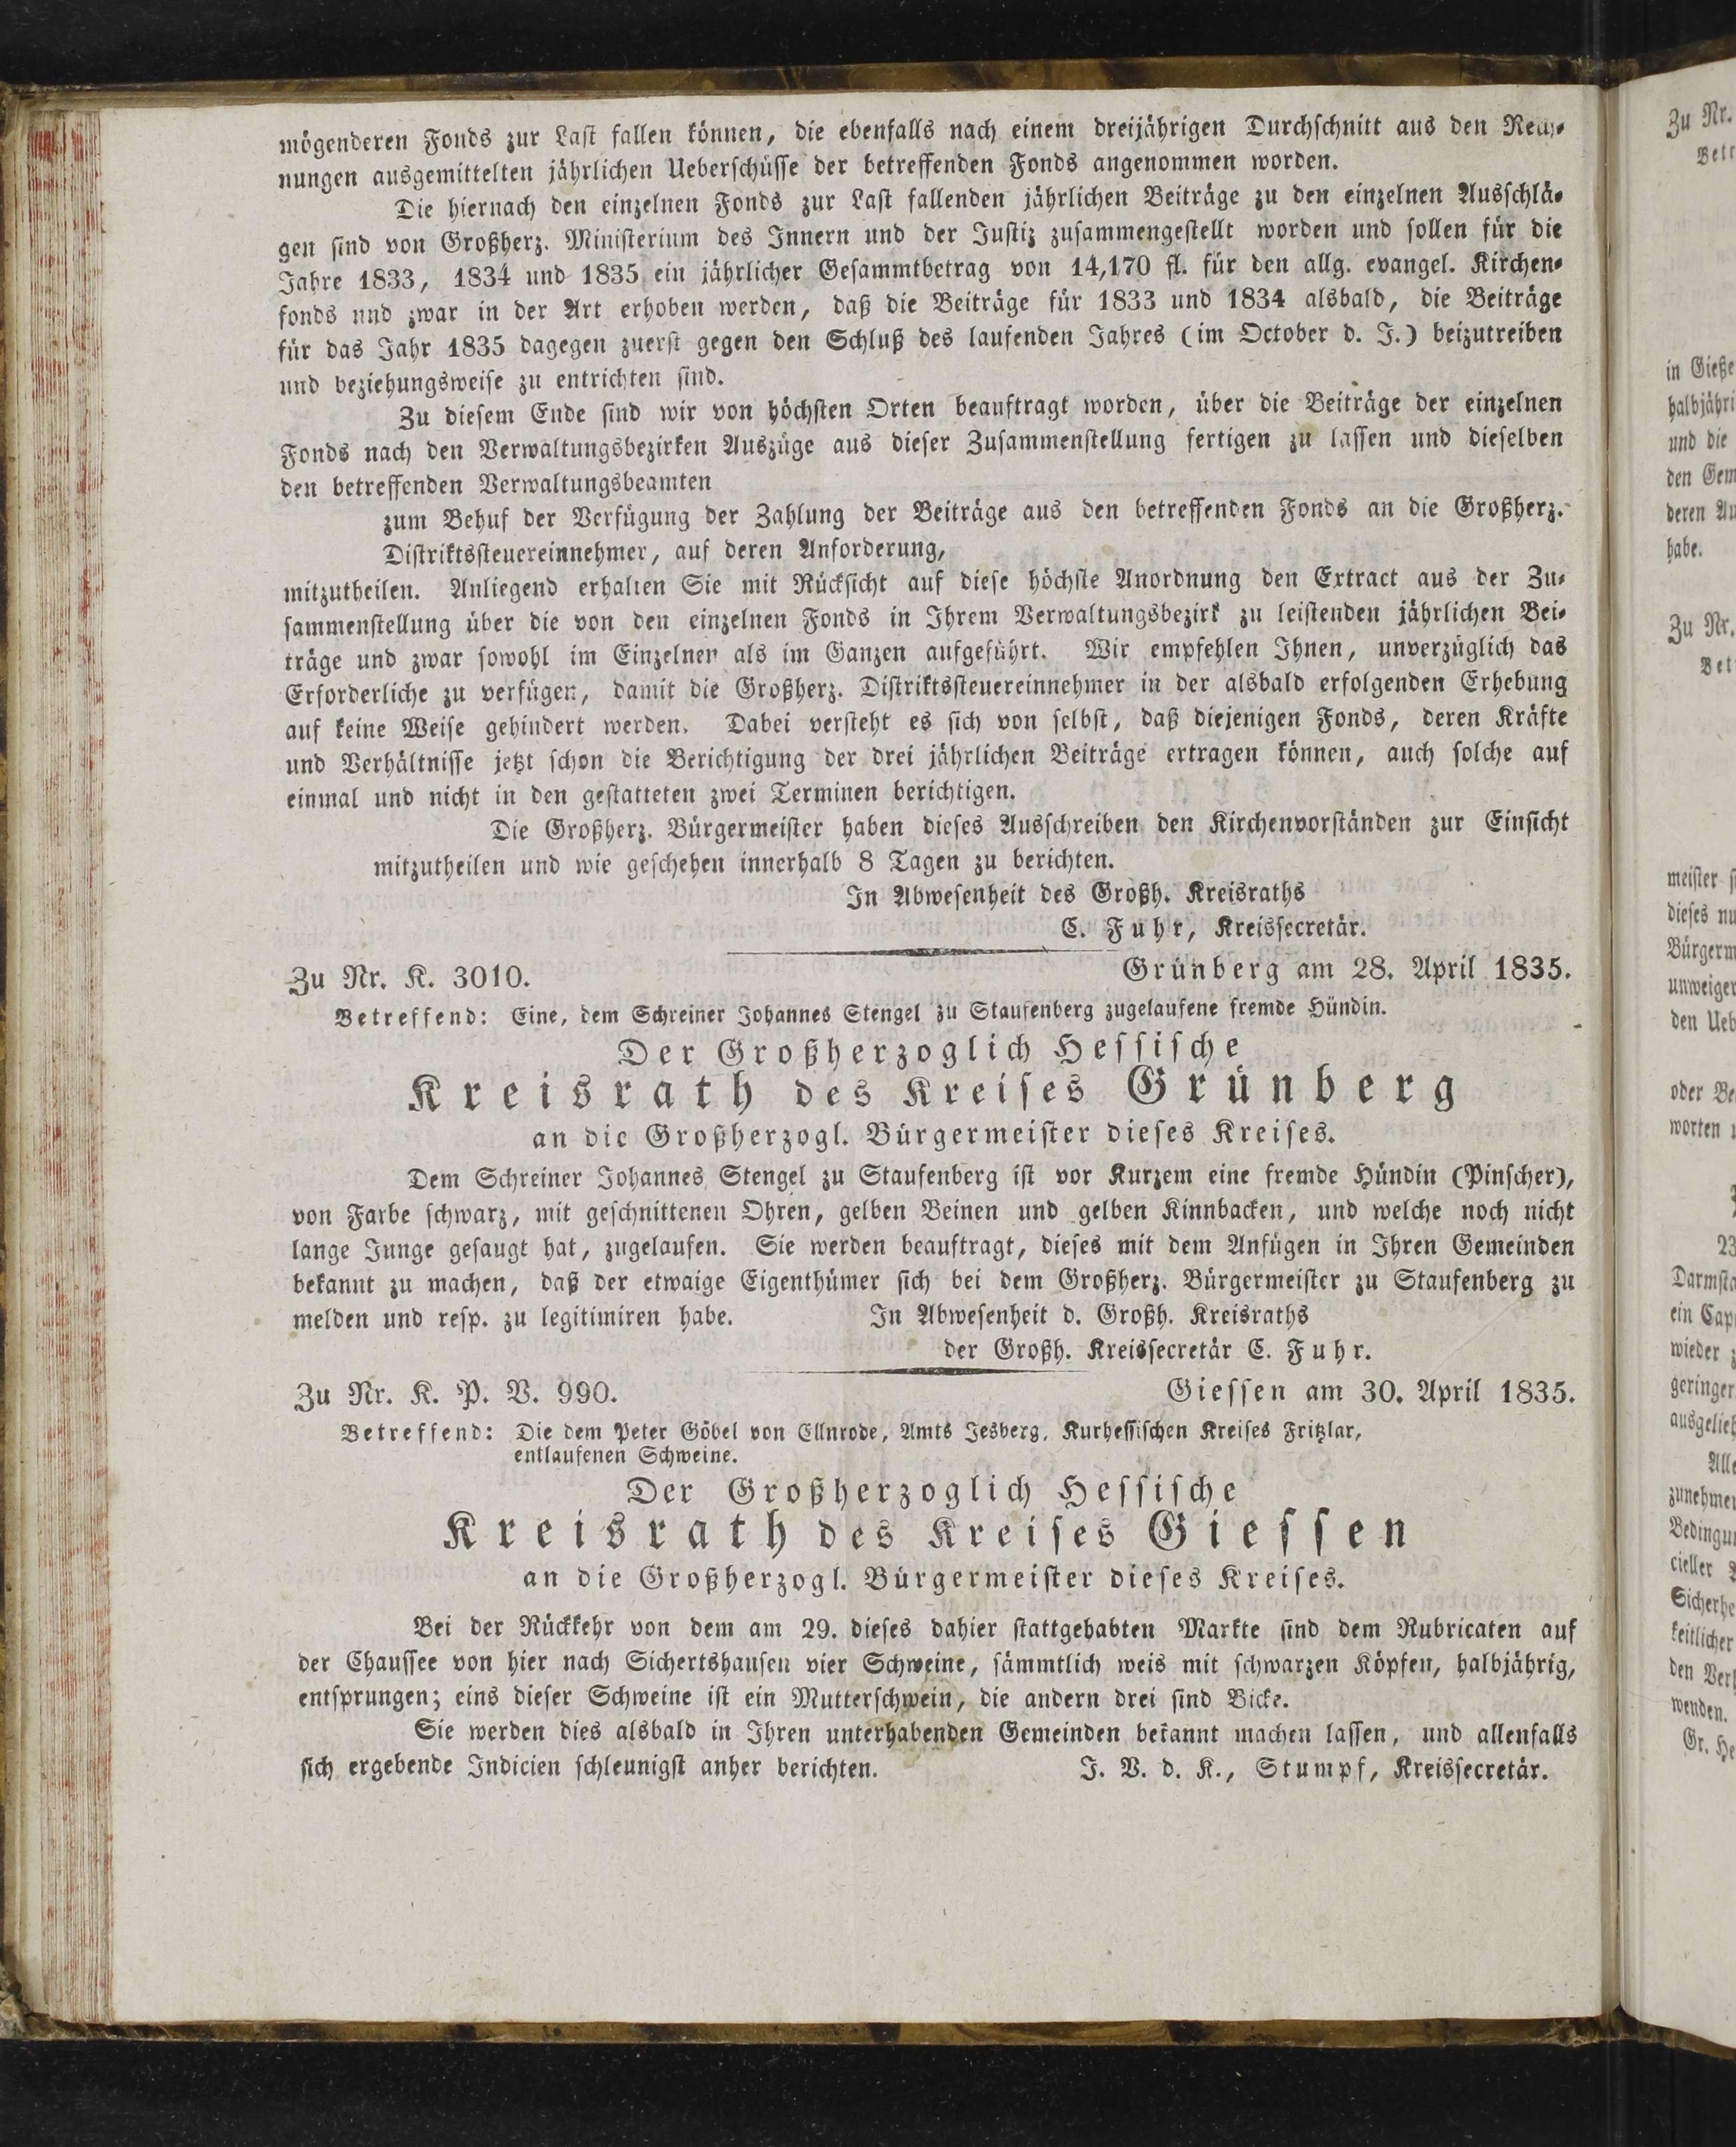 mögenderen Fonds zur Last fallen können, die ebenfalls nach einem dreijährigen Durchschnitt aus den Rech-
nungen ausgemittelten jährlichen Ueberschüsse der betreffenden Fonds angenommen worden.
Die hiernach den einzelnen Fonds zur Last fallenden jährlichen Beiträge zu den einzelnen Ausschlä-
gen sind von Großherz. Ministerium des Innern und der Justiz zusammengestellt worden und sollen für die
Jahre 1833, 1834 und 1835 ein jährlicher Gesammtbetrag von 14,170 fl. für den allg. evangel. Kirchen-
fonds und zwar in der Art erhoben werden, daß die Beiträge für 1833 und 1834 alsbald, die Beiträge
für das Jahr 1835 dagegen zuerst gegen den Schluß des laufenden Jahres (im October d. J.) beizutreiben
und beziehungsweise zu entrichten sind.
Zu diesem Ende sind wir von höchsten Orten beauftragt worden, über die Beiträge der einzelnen
Fonds nach den Verwaltungsbezirken Auszüge aus dieser Zusammenstellung fertigen zu lassen und dieselben
den betreffenden Verwaltungsbeamten
zum Behuf der Verfügung der Zahlung der Beiträge aus den betreffenden Fonds an die Großherz.
Distriktssteuereinnehmer, auf deren Anforderung,
mitzutheilen. Anliegend erhalten Sie mit Rücksicht auf diese höchste Anordnung den Extract aus der Zu-
sammenstellung über die von den einzelnen Fonds in Ihrem Verwaltungsbezirk zu leistenden jährlichen Bei-
träge und zwar sowohl im Einzelnen als im Ganzen aufgeführt. Wir empfehlen Ihnen, unverzüglich das
Erforderliche zu verfügen, damit die Großherz. Distriktssteuereinnehmer in der alsbald erfolgenden Erhebung
auf keine Weise gehindert werden. Dabei versteht es sich von selbst, daß diejenigen Fonds, deren Kräfte
und Verhältnisse jetzt schon die Berichtigung der drei jährlichen Beiträge ertragen können, auch solche auf
einmal und nicht in den gestatteten zwei Terminen berichtigen.
Die Großherz. Bürgermeister haben dieses Ausschreiben den Kirchenvorständen zur Einsicht
mitzutheilen und wie geschehen innerhalb 8 Tagen zu berichten.
In Abwesenheit des Großh. Kreisraths
C. Fuhr, Kreissecretär.
Zu Nr. K. 3010. Grünberg am 28. April 1835.
Betreffend: Eine, dem Schreiner Johannes Stengel zu Staufenberg zugelaufene fremde Hündin.
Der Großherzoglich Hessische
Kreisrath des Kreises Grünberg
an die Großherzogl. Bürgermeister dieses Kreises.
Dem Schreiner Johannes Stengel zu Staufenberg ist vor Kurzem eine fremde Hündin (Pinscher),
von Farbe schwarz, mit geschnittenen Ohren, gelben Beinen und gelben Kinnbacken, und welche noch nicht
lange Junge gesaugt hat, zugelaufen. Sie werden beauftragt, dieses mit dem Anfügen in Ihren Gemeinden
bekannt zu machen, daß der etwaige Eigenthümer sich bei dem Großherz. Bürgermeister zu Staufenberg zu
melden und resp. zu legitimiren habe. In Abwesenheit d. Großh. Kreisraths
der Großh. Kreissecretär C. Fuhr.
Zu Nr. K. P. V. 990. Giessen am 30. April 1835.
Betreffend: Die dem Peter Göbel von Ellnrode, Amts Jesberg, Kurhessischen Kreises Fritzlar,
entlaufenen Schweine.
Der Großherzoglich Hessische
Kreisrath des Kreises Giessen
an die Großherzogl. Bürgermeister dieses Kreises.
Bei der Rückkehr von dem am 29. dieses dahier stattgehabten Markte sind dem Rubricaten auf
der Chaussee von hier nach Sichertshausen vier Schweine, sämmtlich weis mit schwarzen Köpfen, halbjährig,
entsprungen; eins dieser Schweine ist ein Mutterschwein, die andern drei sind Bicke.
Sie werden dies alsbald in Ihren unterhabenden Gemeinden bekannt machen lassen, und allenfalls
sich ergebende Indicien schleunigst anher berichten. J. V. d. K., Stumpf, Kreissecretär.